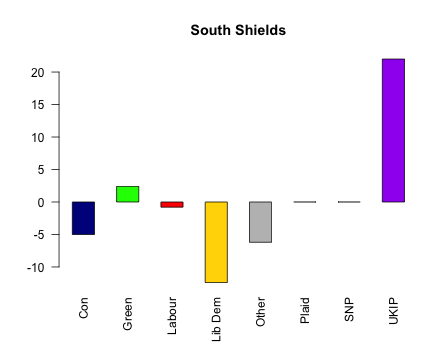 South Shields
20
15
10
5
0
-5
-10
Con
Green
Labour
Lib Dem
Other
Plaid
SNP
UKIP